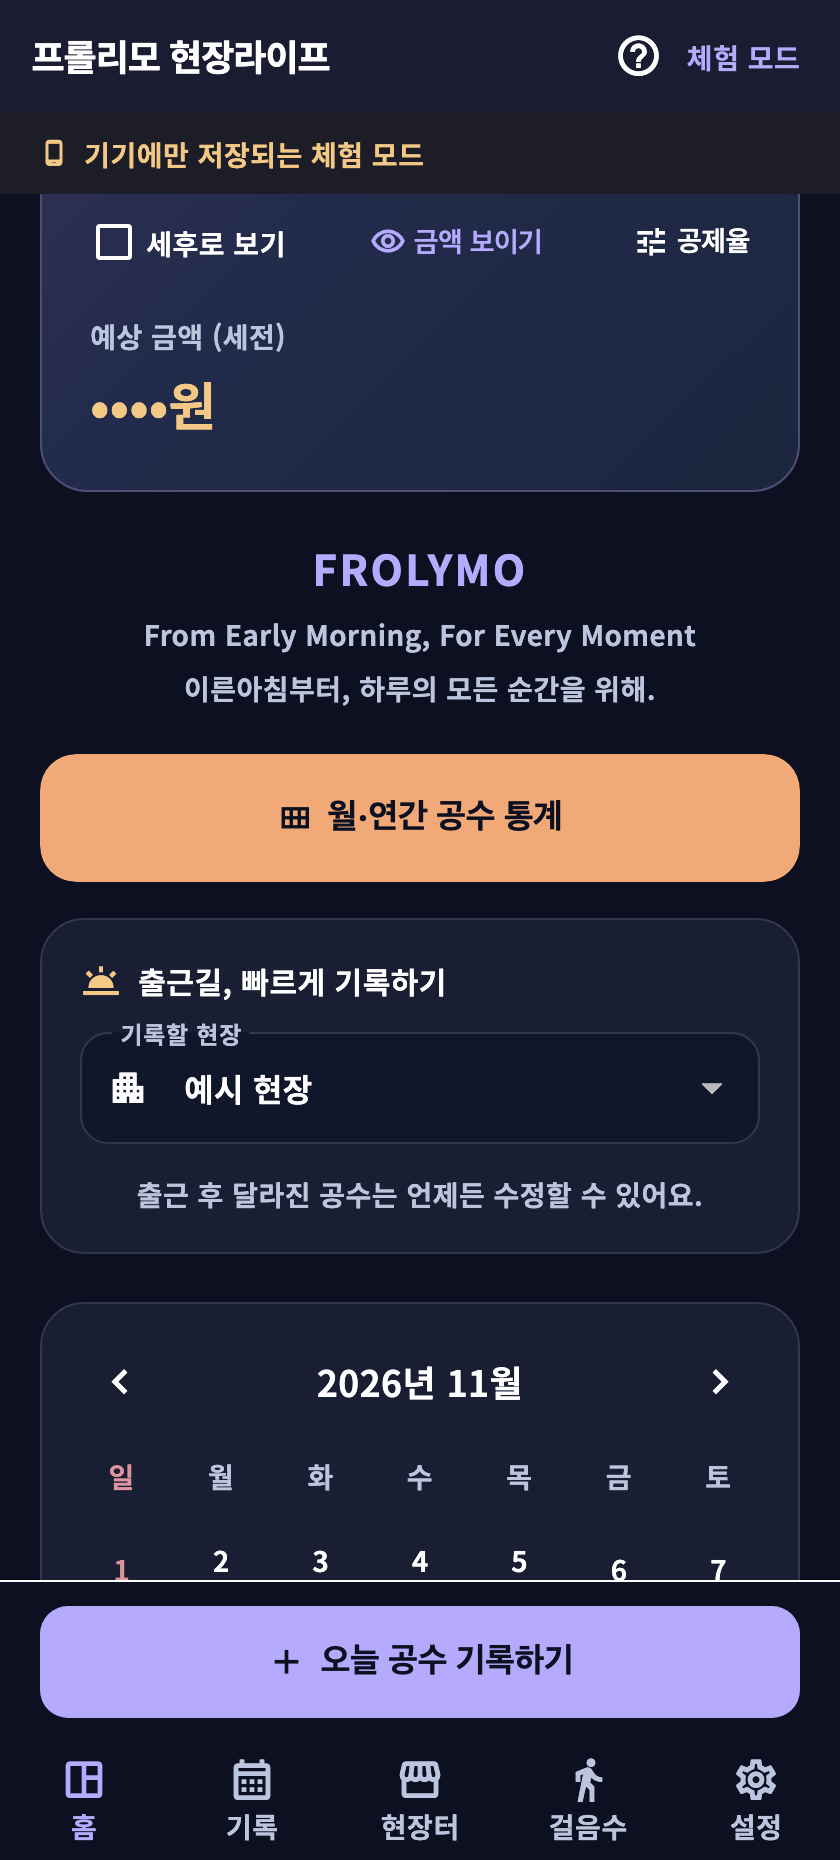 프롤리모 현장라이프
체험 모드
기기에만 저장되는 체험 모드
세후로 보기
금액 보이기
공제율
예상 금액 (세전)
••••원
FROLYMO
From Early Morning, For Every Moment
이른아침부터, 하루의 모든 순간을 위해.
월·연간 공수 통계
출근길, 빠르게 기록하기
기록할 현장
예시 현장
출근 후 달라진 공수는 언제든 수정할 수 있어요.
2026년 11월
일 월 화 수 목 금 토
1 2 3 4 5 6 7
+ 오늘 공수 기록하기
홈 기록 현장터 걸음수 설정